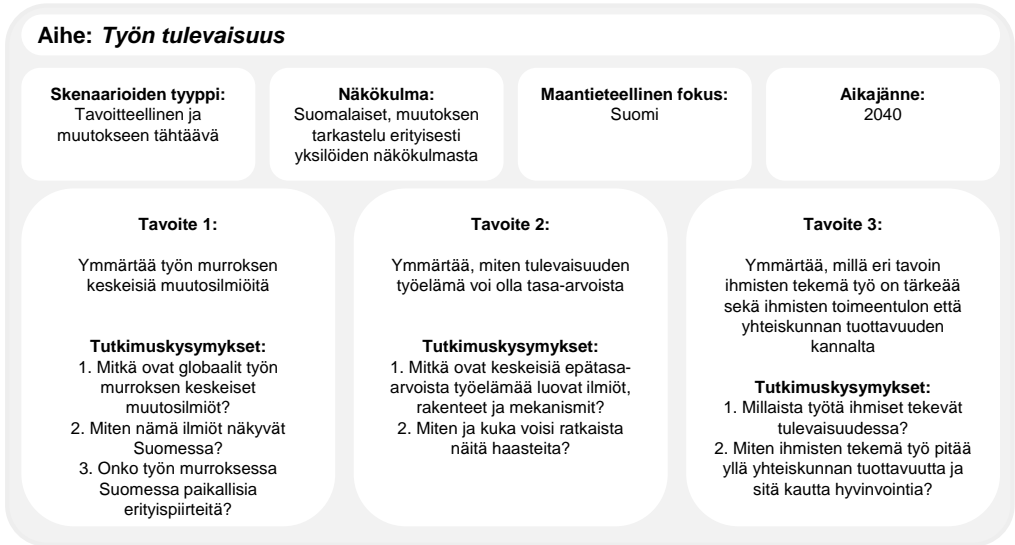 Aihe: Työn tulevaisuus
Skenaarioiden tyyppi:
Tavoitteellinen ja
muutokseen tähtäävä
Näkökulma:
Suomalaiset, muutoksen
tarkastelu erityisesti
yksilöiden näkökulmasta
Maantieteellinen fokus:
Suomi
Aikajänne:
2040
Tavoite 1:
Ymmärtää työn murroksen
keskeisiä muutosilmiöitä
Tutkimuskysymykset:
1. Mitkä ovat globaalit työn
murroksen keskeiset
muutosilmiöt?
2. Miten nämä ilmiöt näkyvät
Suomessa?
3. Onko työn murroksessa
Suomessa paikallisia
erityispiirteitä?
Tavoite 2:
Ymmärtää, miten tulevaisuuden
työelämä voi olla tasa-arvoista
Tutkimuskysymykset:
1. Mitkä ovat keskeisiä epätasa-
arvoista työelämää luovat ilmiöt,
rakenteet ja mekanismit?
2. Miten ja kuka voisi ratkaista
näitä haasteita?
Tavoite 3:
Ymmärtää, millä eri tavoin
ihmisten tekemä työ on tärkeää
sekä ihmisten toimeentulon että
yhteiskunnan tuottavuuden
kannalta
Tutkimuskysymykset:
1. Millaista työtä ihmiset tekevät
tulevaisuudessa?
2. Miten ihmisten tekemä työ pitää
yllä yhteiskunnan tuottavuutta ja
sitä kautta hyvinvointia?